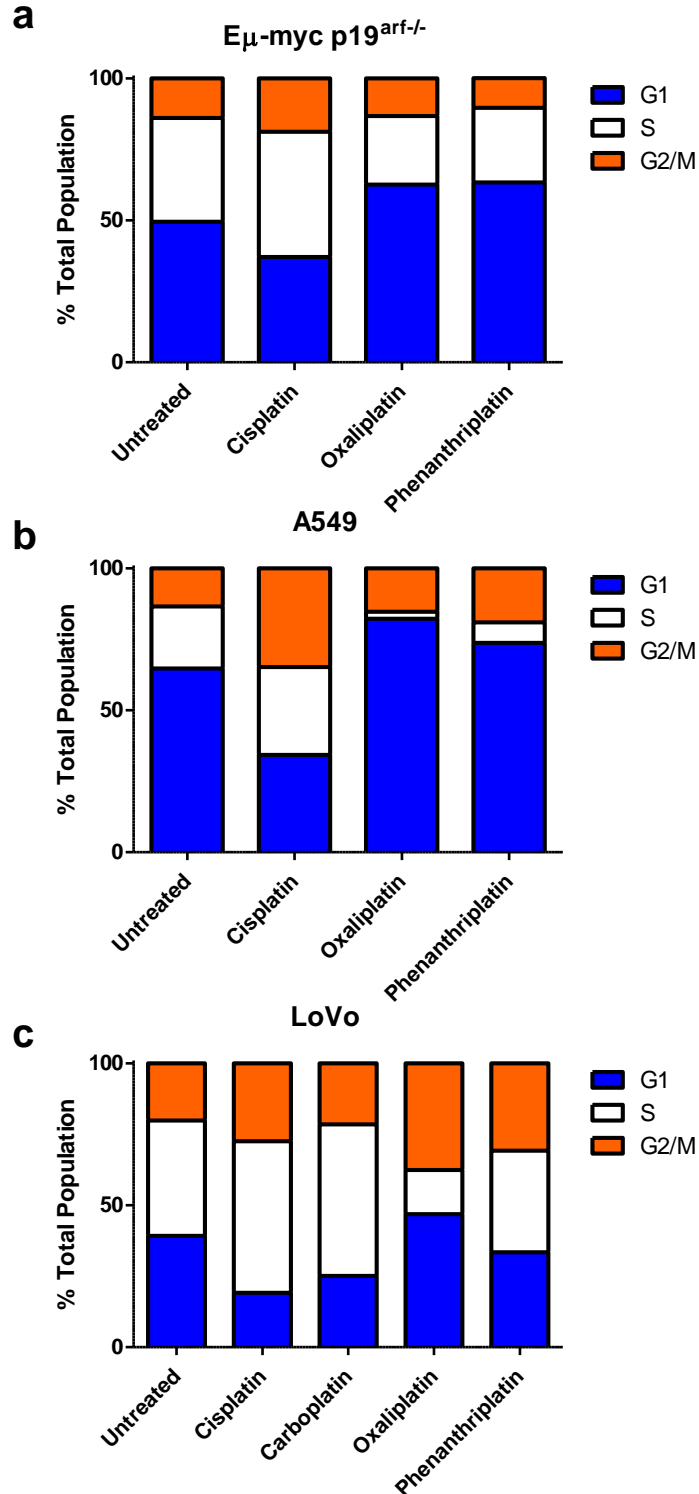 a
Eμ-myc p19arf-/-
% Total Population
100
50
0
G1
S
G2/M
Untreated
Cisplatin
Oxaliplatin
Phenanthriplatin
b
A549
% Total Population
100
50
0
G1
S
G2/M
Untreated
Cisplatin
Oxaliplatin
Phenanthriplatin
c
LoVo
% Total Population
100
50
0
G1
S
G2/M
Untreated
Cisplatin
Carboplatin
Oxaliplatin
Phenanthriplatin